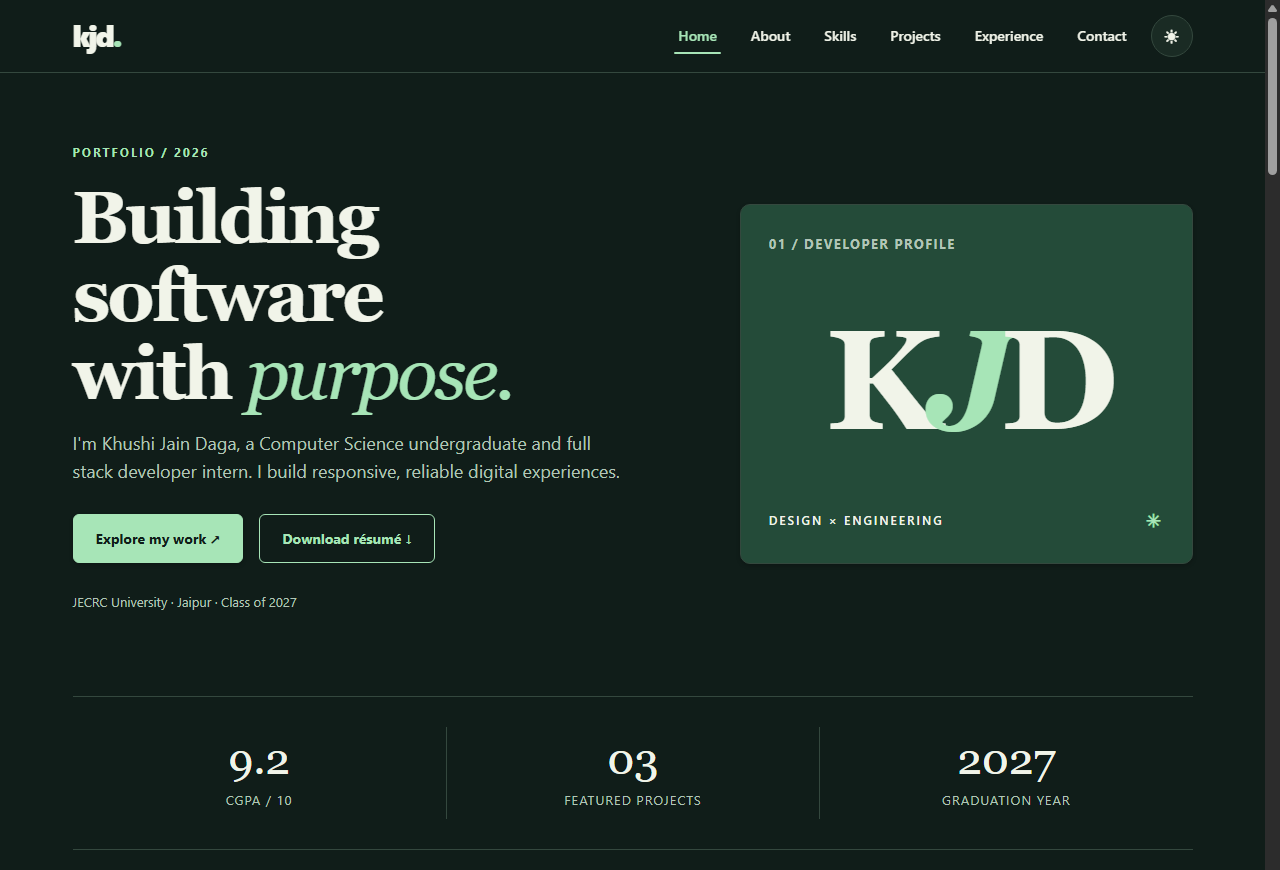 kjd.
Home About Skills Projects Experience Contact
PORTFOLIO / 2026
Building
software
with purpose.
I'm Khushi Jain Daga, a Computer Science undergraduate and full
stack developer intern. I build responsive, reliable digital experiences.
Explore my work ↗ Download résumé ↓
JECRC University · Jaipur · Class of 2027
01 / DEVELOPER PROFILE
KJD
DESIGN × ENGINEERING
9.2
CGPA / 10
03
FEATURED PROJECTS
2027
GRADUATION YEAR